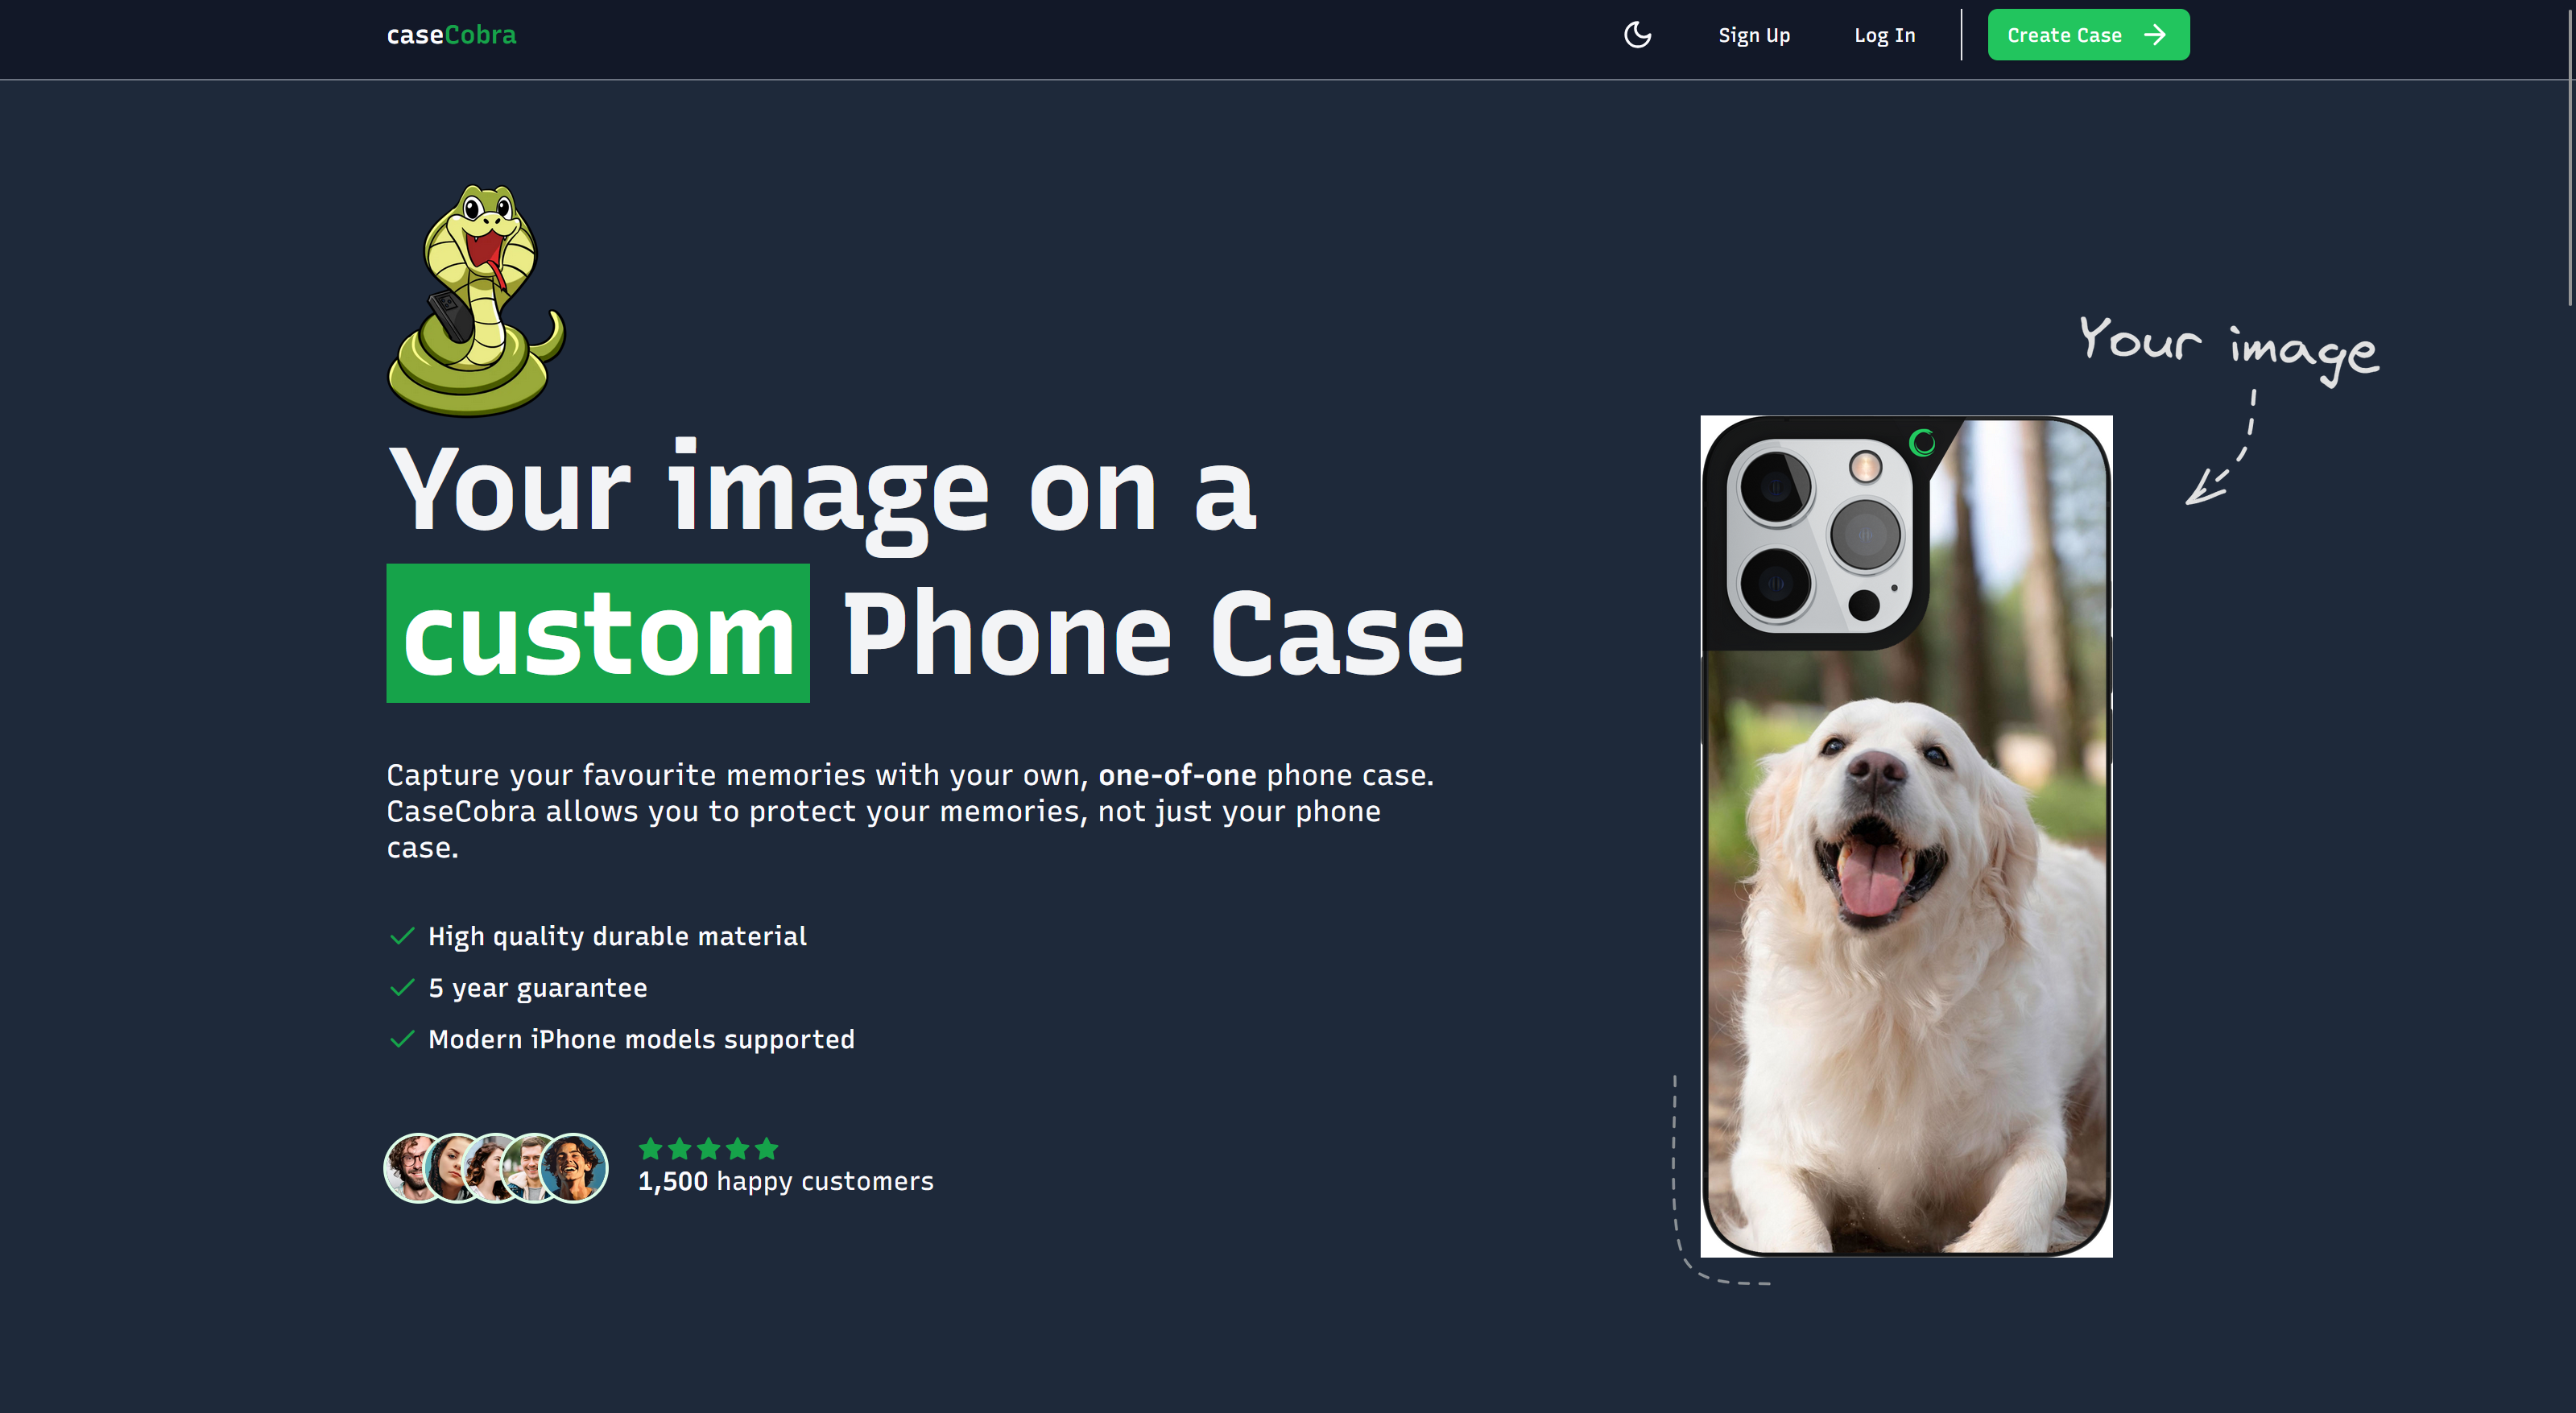 caseCobra
Sign Up
Log In
Create Case
Your image
Your image on a
custom Phone Case
Capture your favourite memories with your own, one-of-one phone case.
CaseCobra allows you to protect your memories, not just your phone
case.
High quality durable material
5 year guarantee
Modern iPhone models supported
1,500 happy customers